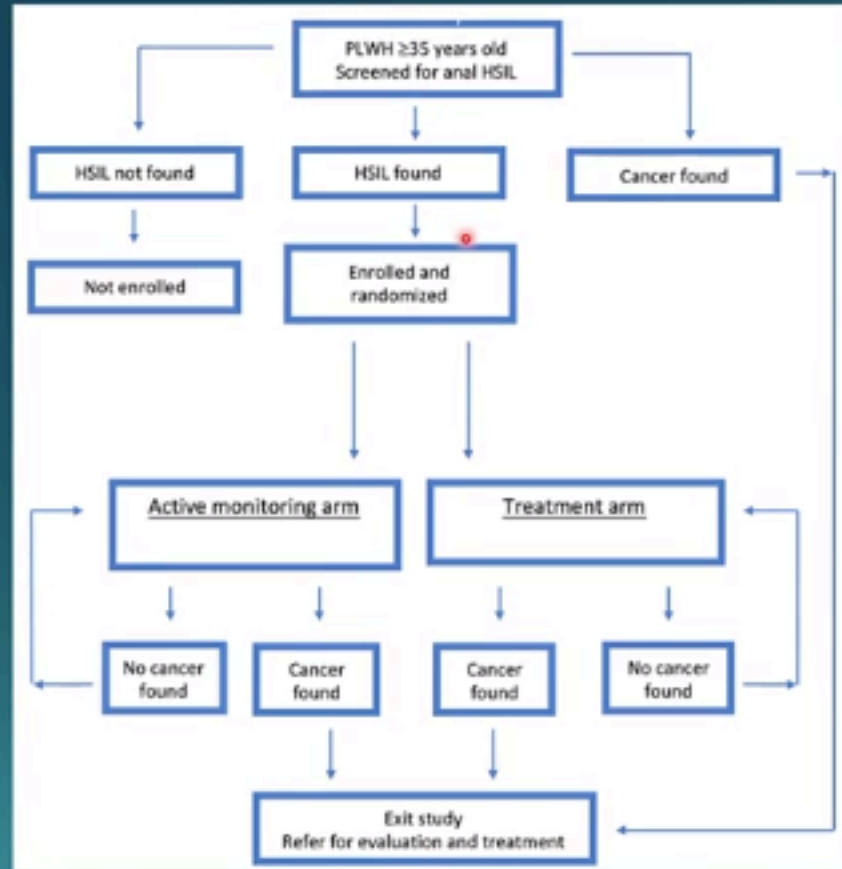 PLWH ≥35 years old
Screened for anal HSIL
HSIL not found
HSIL found
Cancer found
Not enrolled
Enrolled and
randomized
Active monitoring arm
Treatment arm
No cancer
found
Cancer
found
Cancer
found
No cancer
found
Exit study
Refer for evaluation and treatment